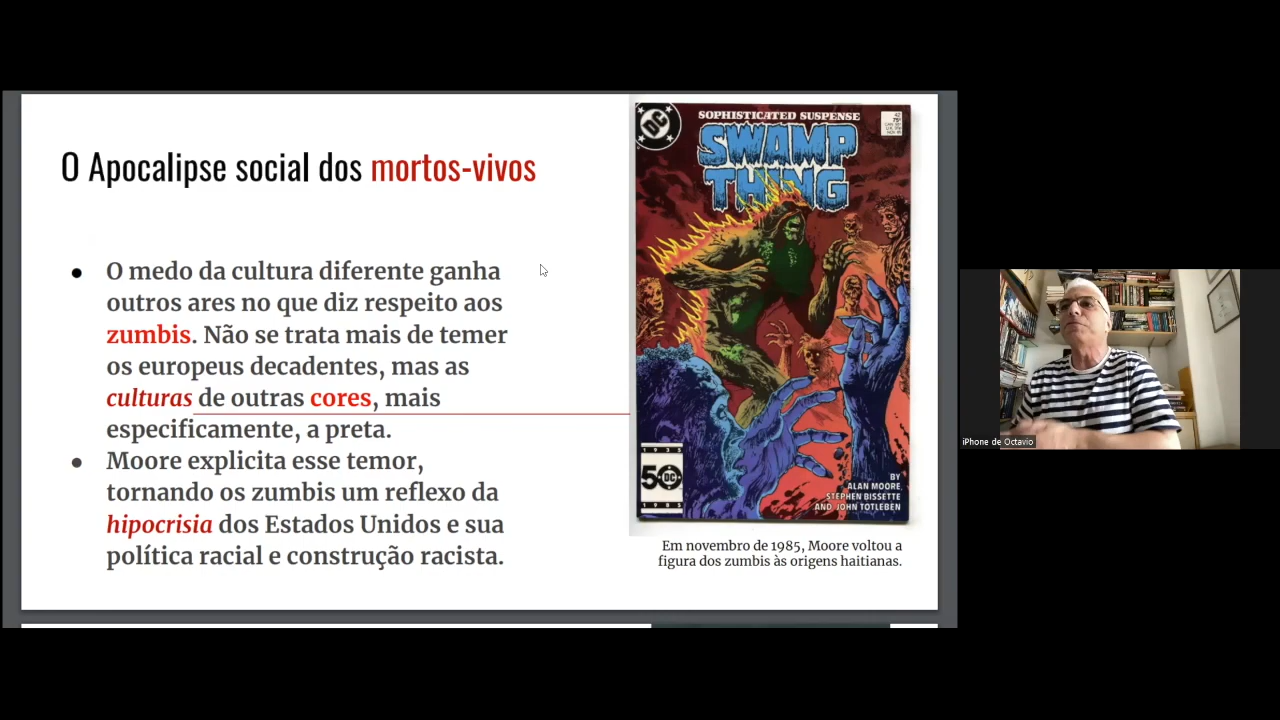 O Apocalipse social dos mortos-vivos
● O medo da cultura diferente ganha
outros ares no que diz respeito aos
zumbis. Não se trata mais de temer
os europeus decadentes, mas as
culturas de outras cores, mais
especificamente, a preta.
● Moore explicita esse temor,
tornando os zumbis um reflexo da
hipocrisia dos Estados Unidos e sua
política racial e construção racista.
DC
SOPHISTICATED SUSPENSE
SWAMP
THING
1935
50
DC
1985
BY
ALAN MOORE,
STEPHEN BISSETTE
AND JOHN TOTLEBEN
Em novembro de 1985, Moore voltou a
figura dos zumbis às origens haitianas.
iPhone de Octavio